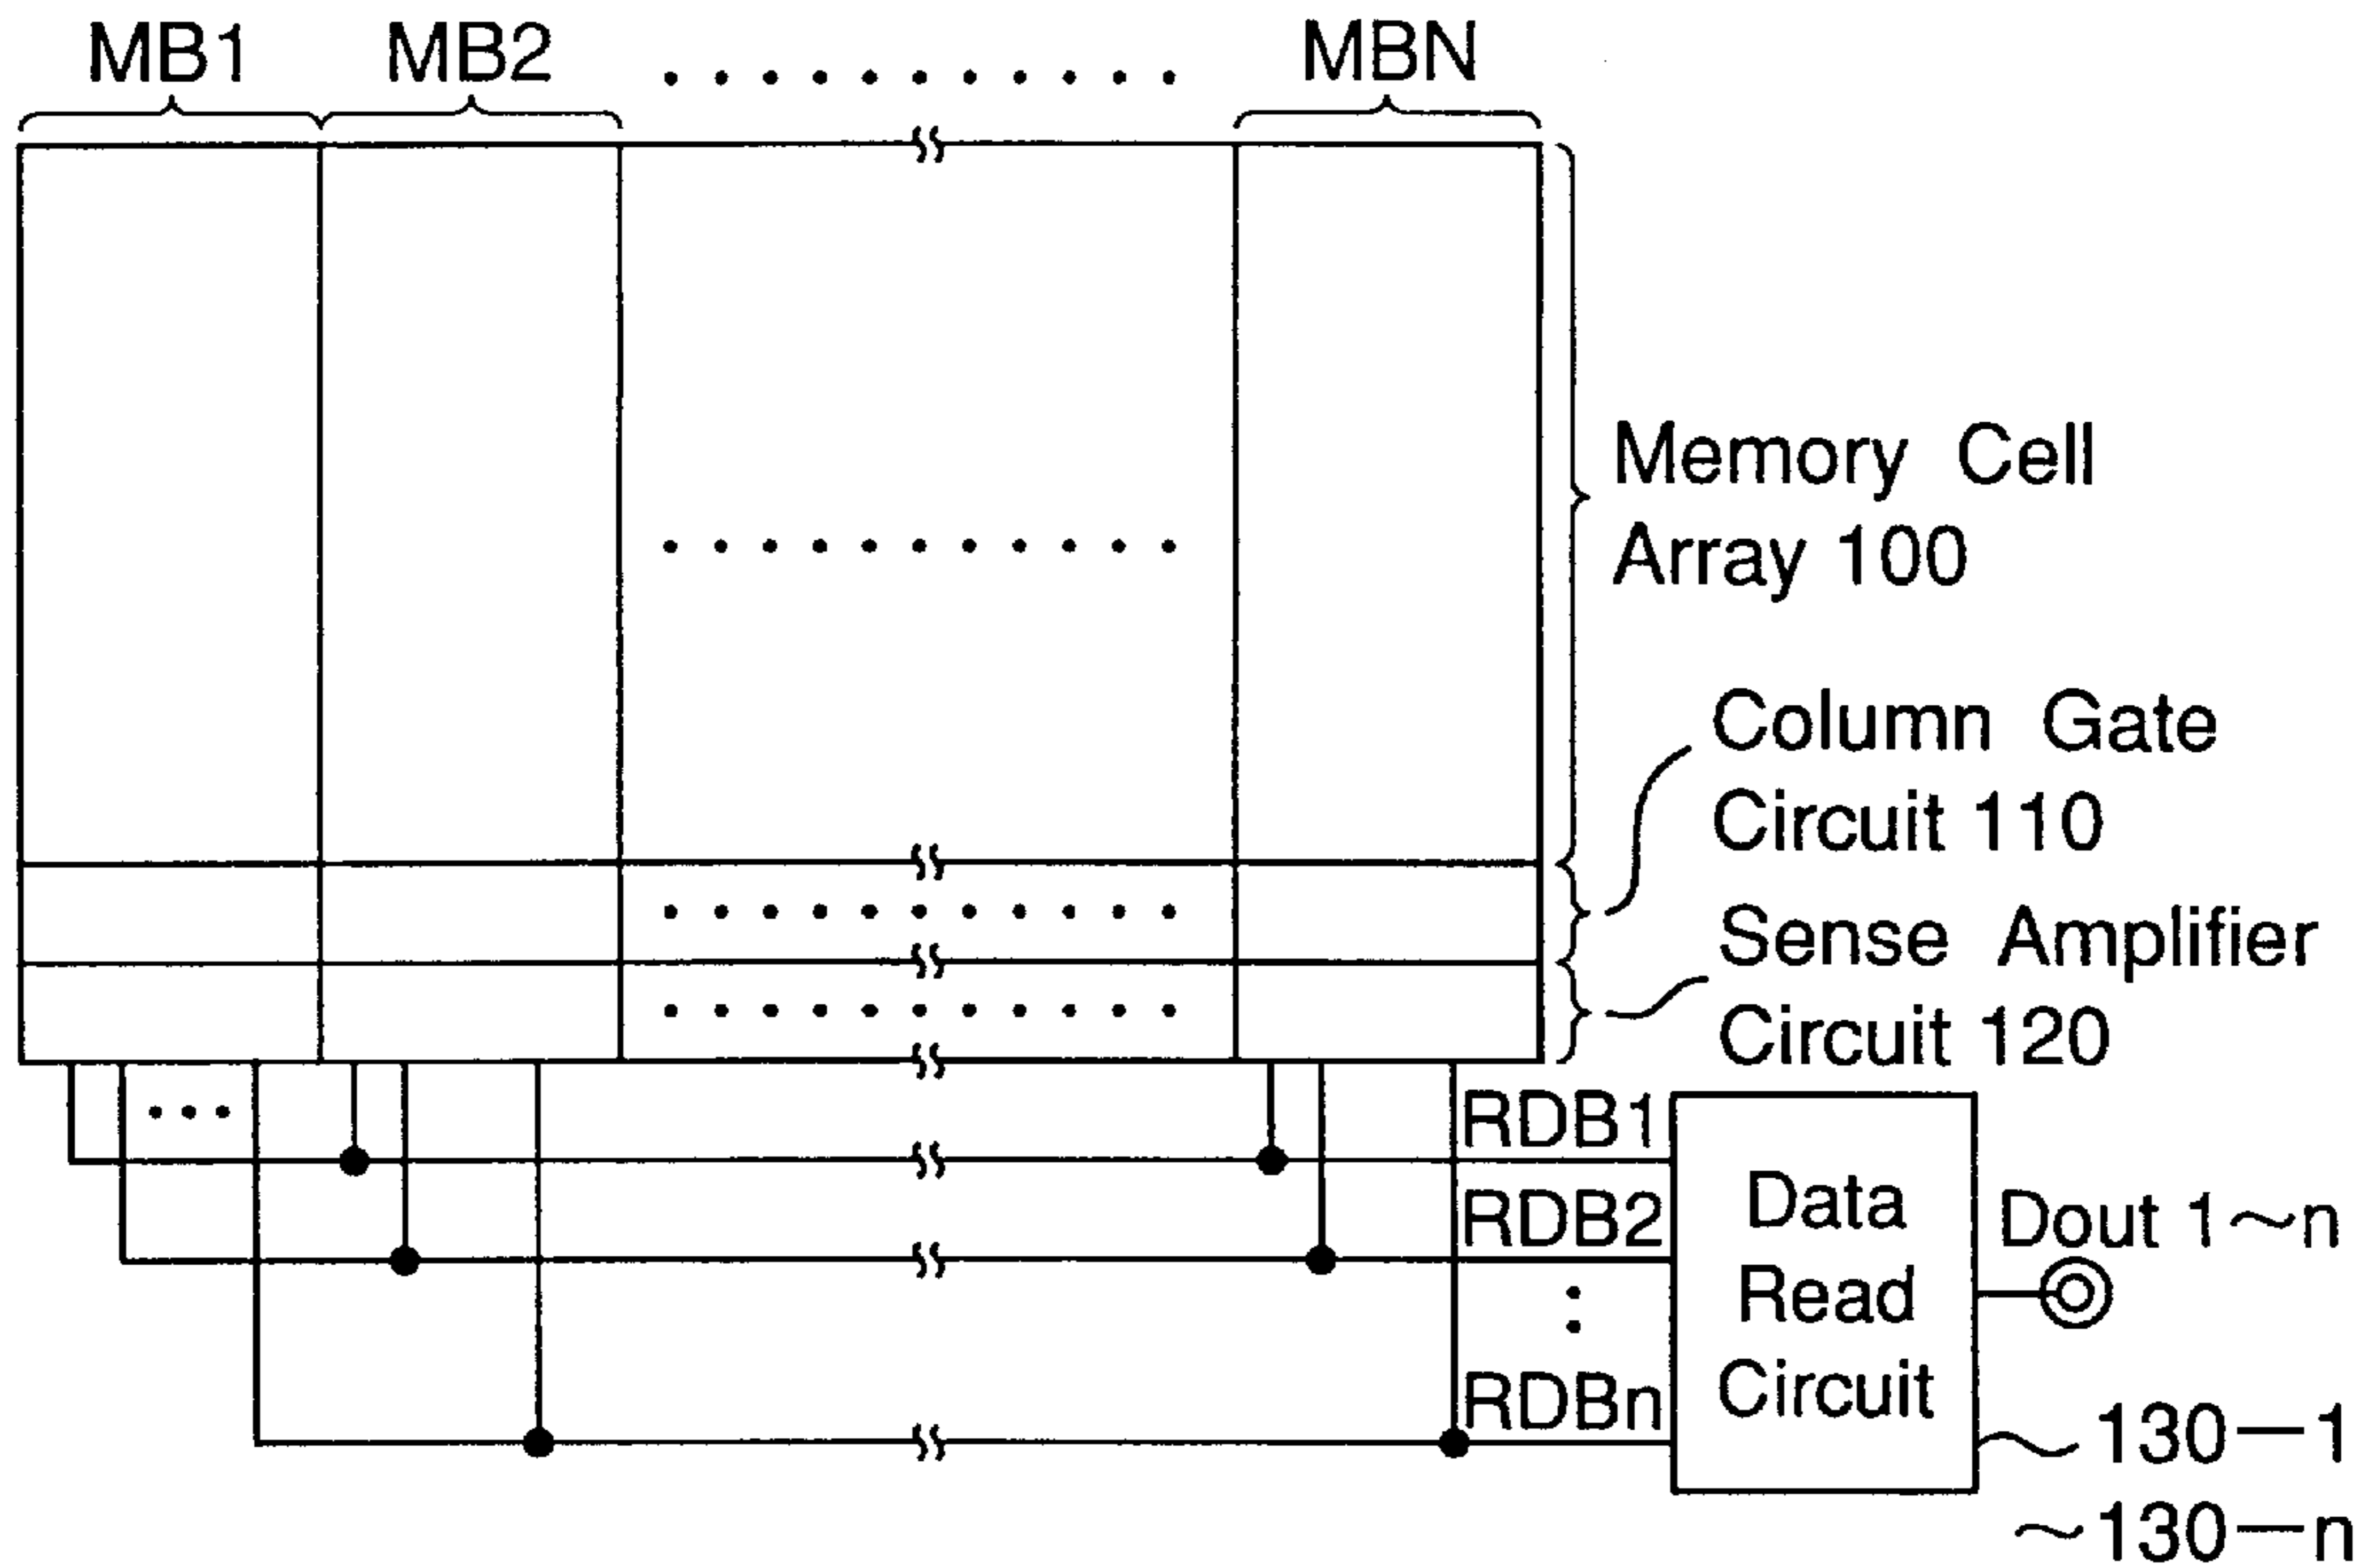 MB1 MB2 ........... MBN
Memory Cell
Array 100
Column Gate
Circuit 110
Sense Amplifier
Circuit 120
RDB1
RDB2
RDBn
Data
Read
Circuit
Dout 1~n
130-1
~130-n